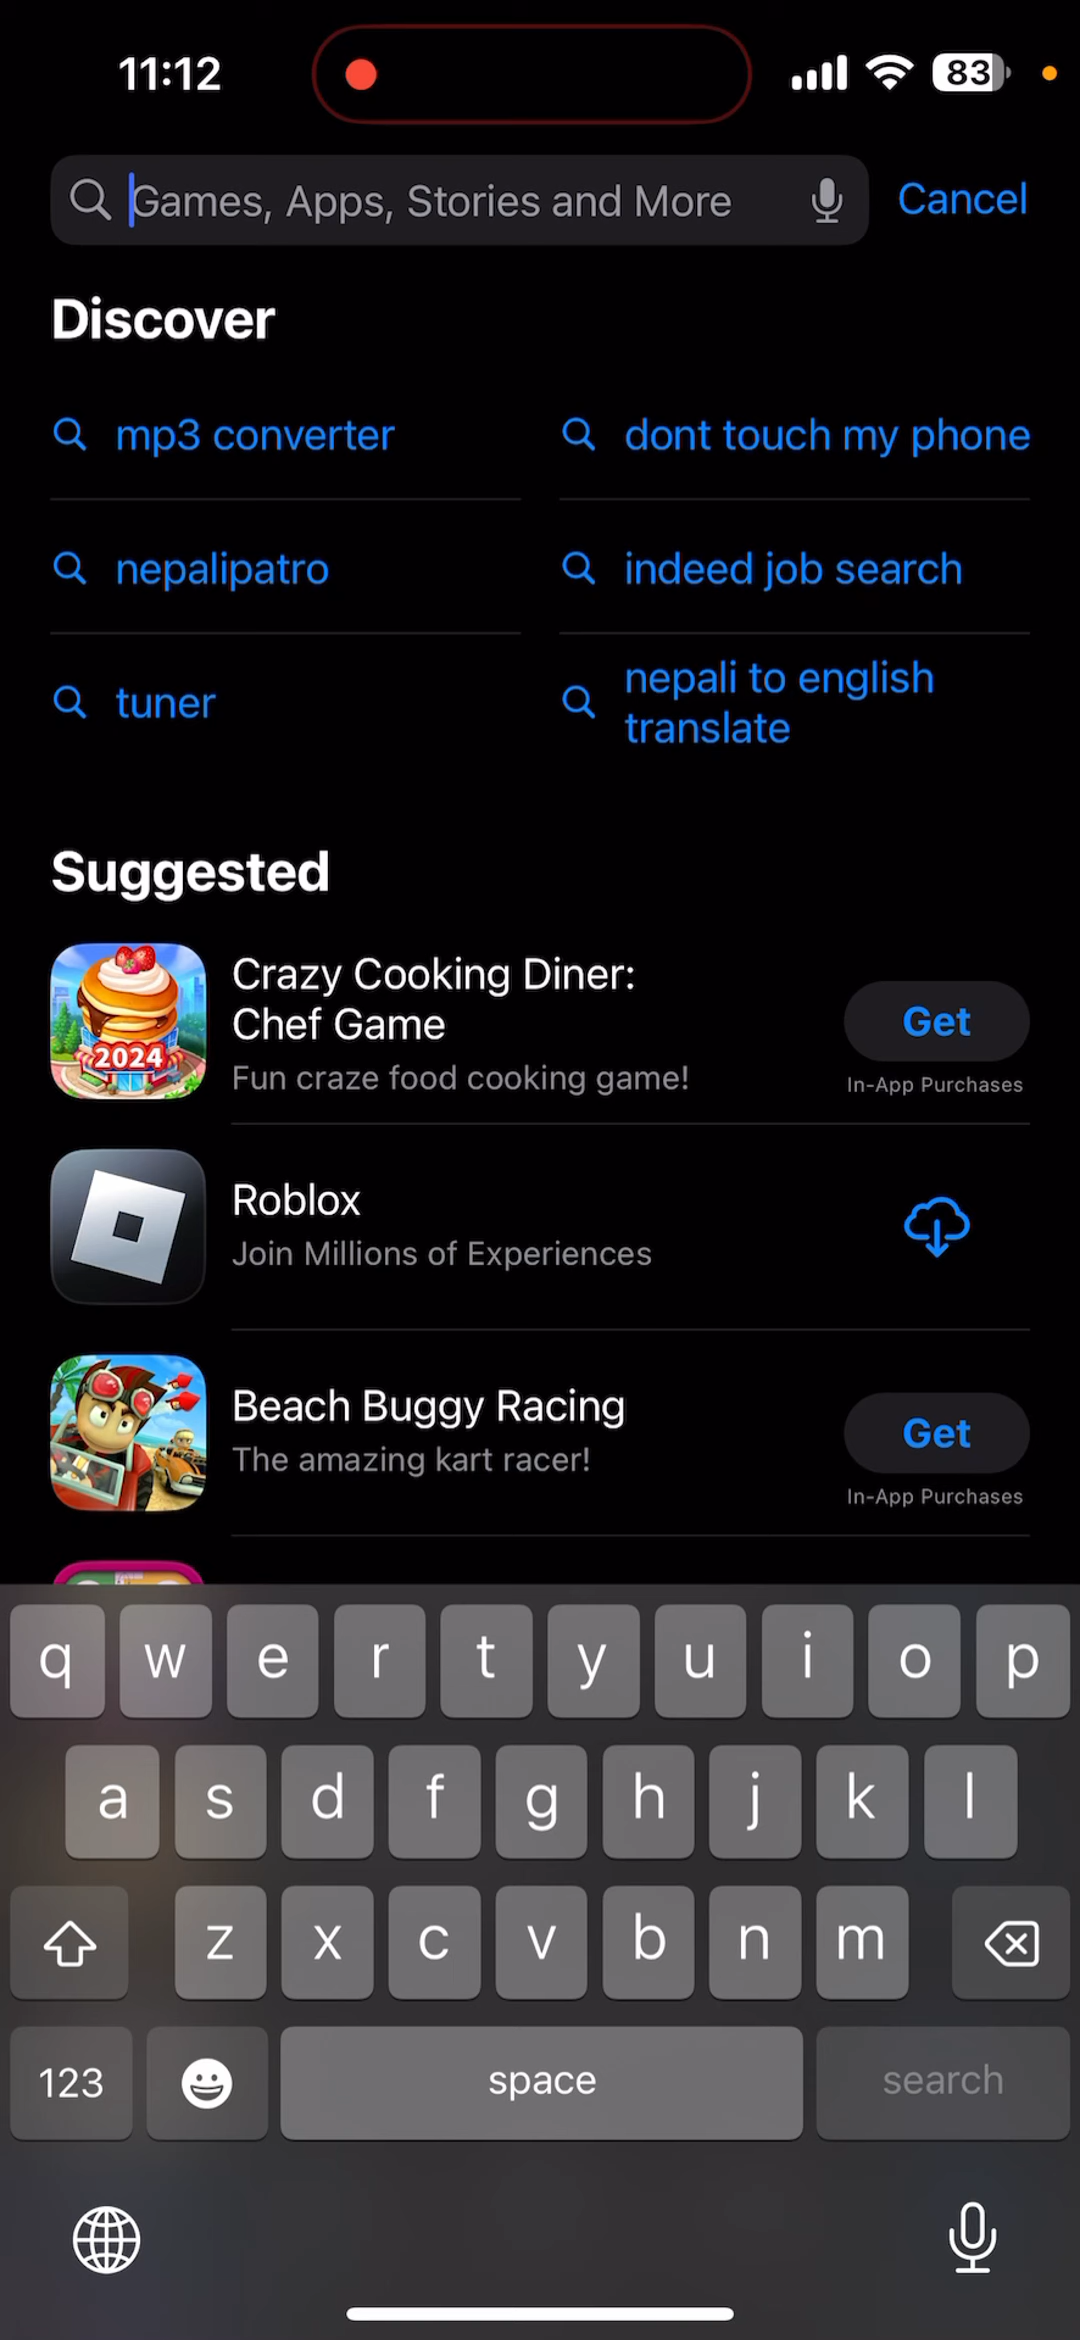 11:12
83
Games, Apps, Stories and More
Cancel
Discover
mp3 converter
dont touch my phone
nepalipatro
indeed job search
tuner
nepali to english
translate
Suggested
2024
Crazy Cooking Diner:
Chef Game
Fun craze food cooking game!
Get
In-App Purchases
Roblox
Join Millions of Experiences
Beach Buggy Racing
The amazing kart racer!
Get
In-App Purchases
q w e r t y u i o p
a s d f g h j k l
z x c v b n m
123
space
search